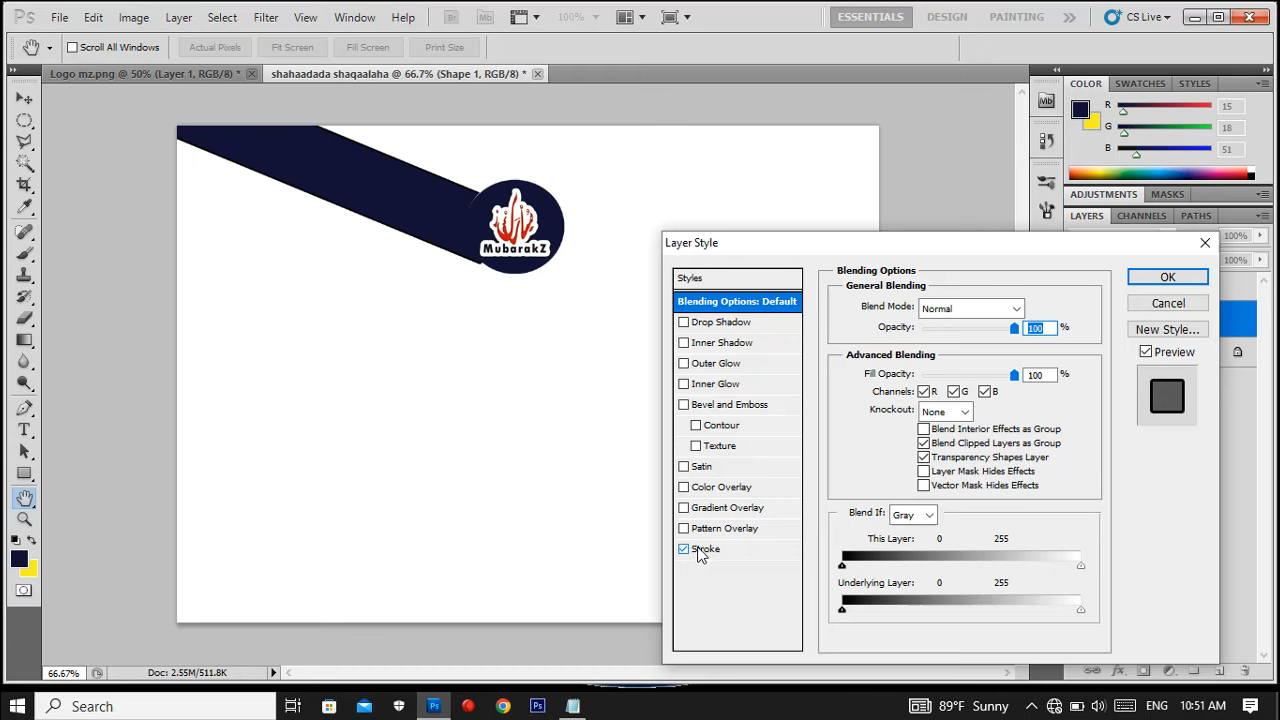 Ps File Edit Image Layer Select Filter View Window Help Br Mb 100% ESSENTIALS DESIGN PAINTING CS Live
Scroll All Windows Actual Pixels Fit Screen Fill Screen Print Size
Logo mz.png @ 50% (Layer 1, RGB/8) * shahaadada shaqaalaha @ 66.7% (Shape 1, RGB/8) *
COLOR SWATCHES STYLES
Mb
R 15
G 18
B 51
ADJUSTMENTS MASKS
LAYERS CHANNELS PATHS
100%
100%
MubarakZ
Layer Style
Styles
Blending Options: Default
Drop Shadow
Inner Shadow
Outer Glow
Inner Glow
Bevel and Emboss
Contour
Texture
Satin
Color Overlay
Gradient Overlay
Pattern Overlay
Stroke
Blending Options
General Blending
Blend Mode: Normal
Opacity: 100 %
Advanced Blending
Fill Opacity: 100 %
Channels: R G B
Knockout: None
Blend Interior Effects as Group
Blend Clipped Layers as Group
Transparency Shapes Layer
Layer Mask Hides Effects
Vector Mask Hides Effects
Blend If: Gray
This Layer: 0 255
Underlying Layer: 0 255
OK
Cancel
New Style...
Preview
T
66.67% Doc: 2.55M/511.8K
fx
Search Ps Ps 89°F Sunny ENG 10:51 AM